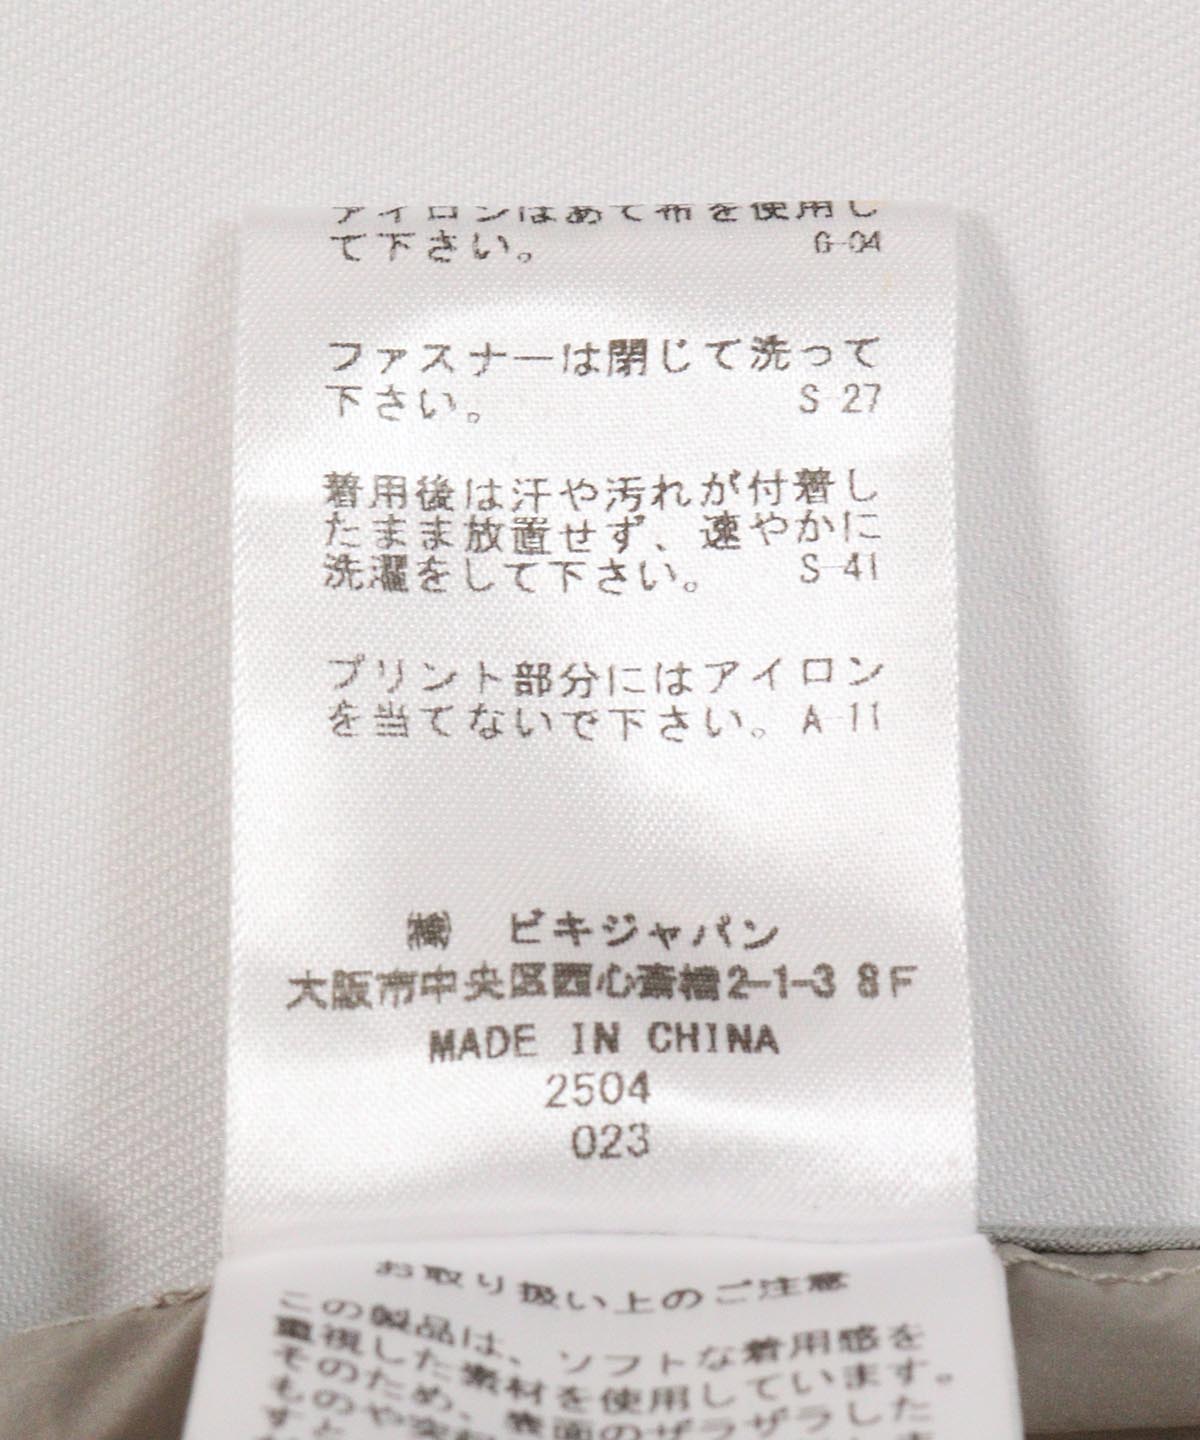 アイロンはあて布を使用し
て下さい。 G-04
ファスナーは閉じて洗って
下さい。 S-27
着用後は汗や汚れが付着し
たまま放置せず、速やかに
洗濯をして下さい。 S-41
プリント部分にはアイロン
を当てないで下さい。A-11
㈱ ビキジャパン
大阪市中央区西心斎橋2-1-3 8F
MADE IN CHINA
2504
023
お取り扱い上のご注意
この製品は、ソフトな着用感を
重視した素材を使用しています。
そのため、表面のザラザラした
ものや突起
すと